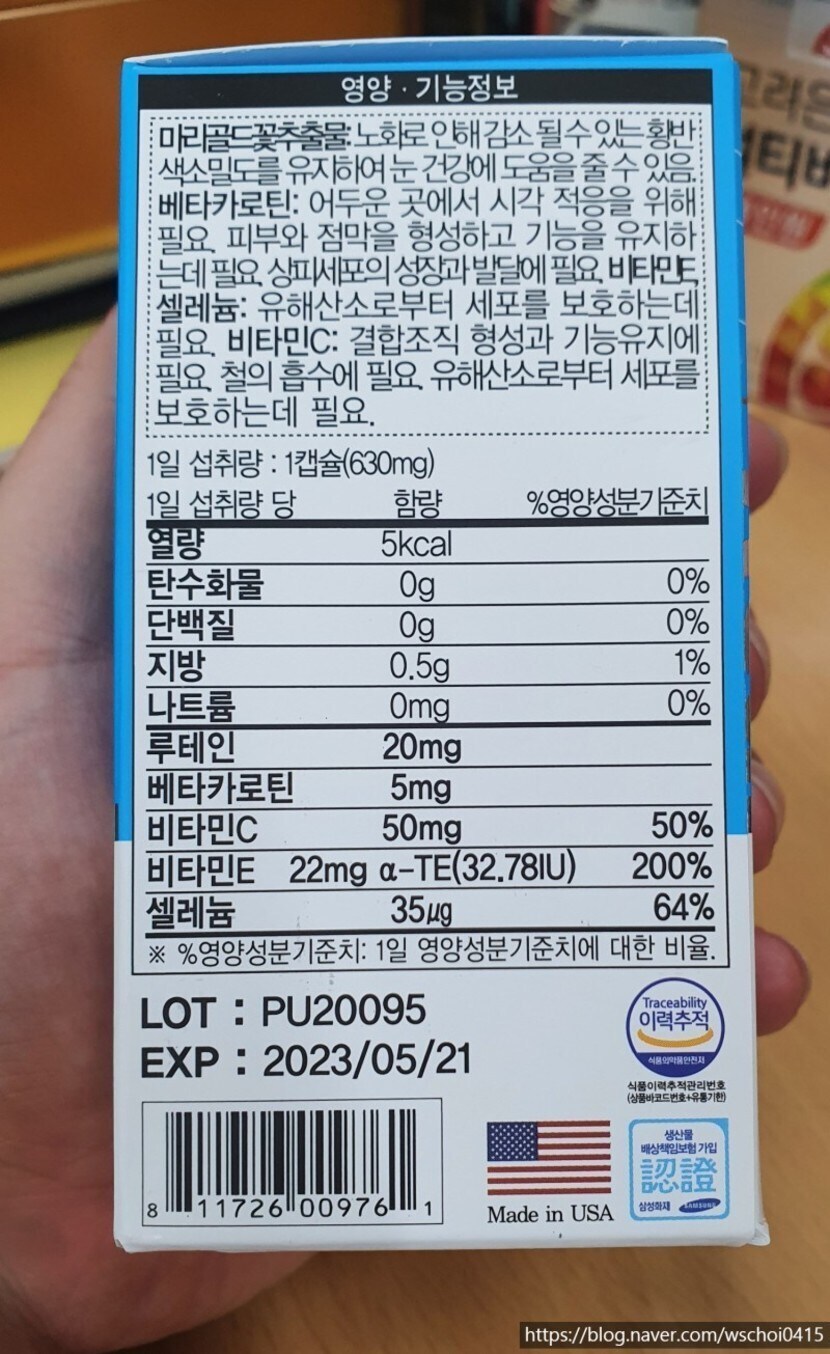 영양 · 기능정보
마리골드꽃추출물: 노화로 인해 감소 될 수 있는 황반
색소밀도를 유지하여 눈 건강에 도움을 줄 수 있음.
베타카로틴: 어두운 곳에서 시각 적응을 위해
필요. 피부와 점막을 형성하고 기능을 유지하
는데 필요. 상피세포의 성장과 발달에 필요. 비타민E,
셀레늄: 유해산소로부터 세포를 보호하는데
필요. 비타민C: 결합조직 형성과 기능유지에
필요. 철의 흡수에 필요. 유해산소로부터 세포를
보호하는데 필요.
1일 섭취량 : 1캡슐(630mg)
1일 섭취량 당 함량 %영양성분기준치
열량 5kcal
탄수화물 0g 0%
단백질 0g 0%
지방 0.5g 1%
나트륨 0mg 0%
루테인 20mg
베타카로틴 5mg
비타민C 50mg 50%
비타민E 22mg α-TE(32.78IU) 200%
셀레늄 35μg 64%
※ %영양성분기준치: 1일 영양성분기준치에 대한 비율.
LOT : PU20095
EXP : 2023/05/21
Traceability
이력추적
식품의약품안전처
식품이력추적관리번호
(상품바코드번호+유통기한)
8 11726 00976 1
Made in USA
생산물
배상책임보험 가입
認證
삼성화재 SAMSUNG
고려은
https://blog.naver.com/wschoi0415